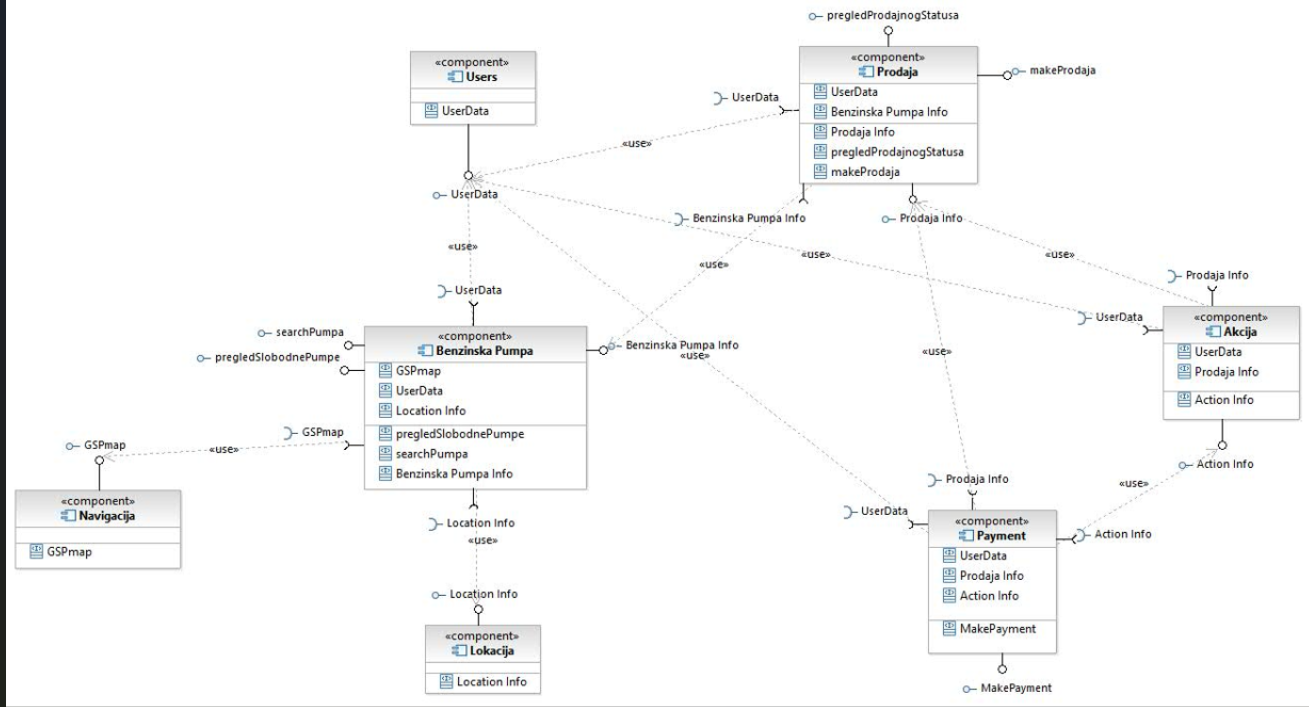 pregledProdajnogStatusa
«component»
Prodaja
makeProdaja
UserData
Benzinska Pumpa Info
Prodaja Info
pregledProdajnogStatusa
makeProdaja
«component»
Users
UserData
UserData
«use»
UserData
Benzinska Pumpa Info
Prodaja Info
«use»
«use»
«use»
«use»
Prodaja Info
UserData
UserData
«component»
Akcija
UserData
Prodaja Info
Action Info
searchPumpa
pregledSlobodnePumpe
«component»
Benzinska Pumpa
GSPmap
UserData
Location Info
pregledSlobodnePumpe
searchPumpa
Benzinska Pumpa Info
Benzinska Pumpa Info
«use»
«use»
GSPmap
GSPmap
«use»
«component»
Navigacija
GSPmap
Action Info
«use»
Prodaja Info
UserData
Action Info
«component»
Payment
UserData
Prodaja Info
Action Info
MakePayment
MakePayment
Location Info
«use»
Location Info
«component»
Lokacija
Location Info